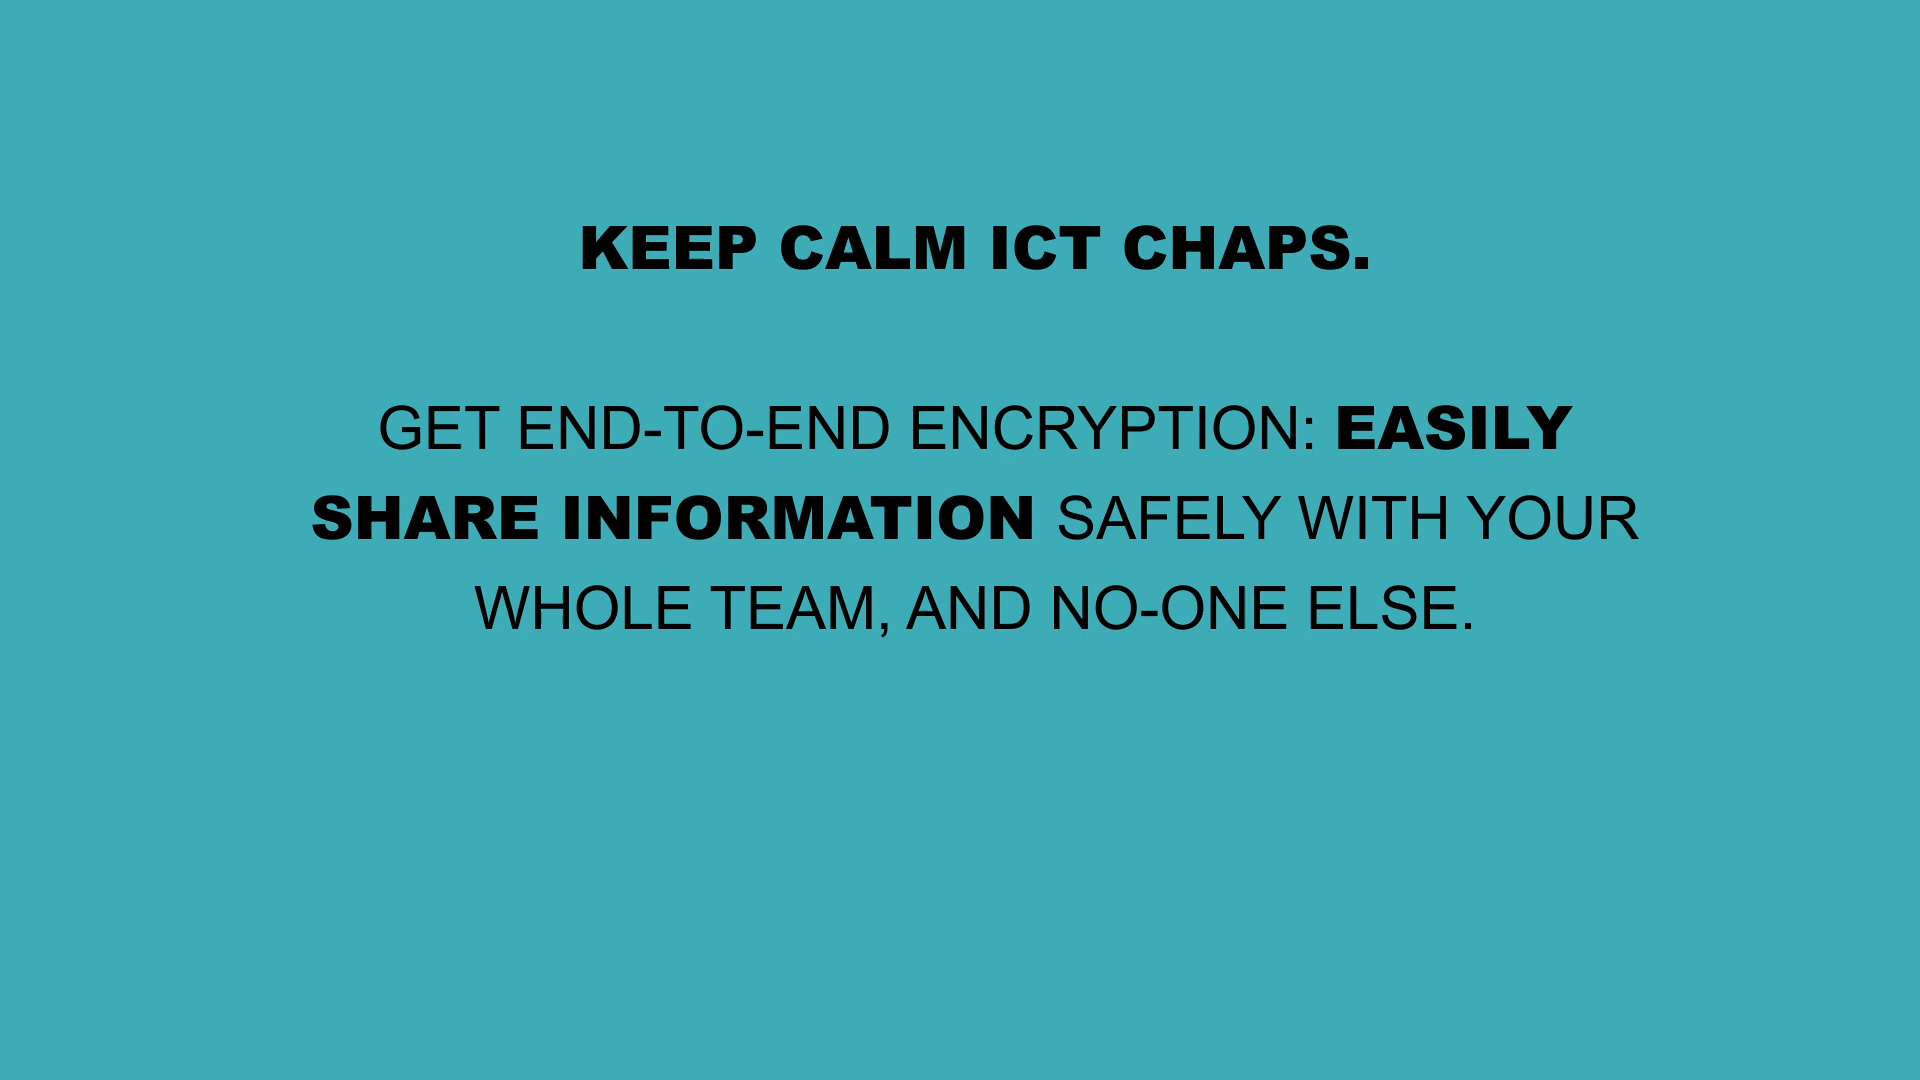 KEEP CALM ICT CHAPS.
GET END-TO-END ENCRYPTION: EASILY
SHARE INFORMATION SAFELY WITH YOUR
WHOLE TEAM, AND NO-ONE ELSE.